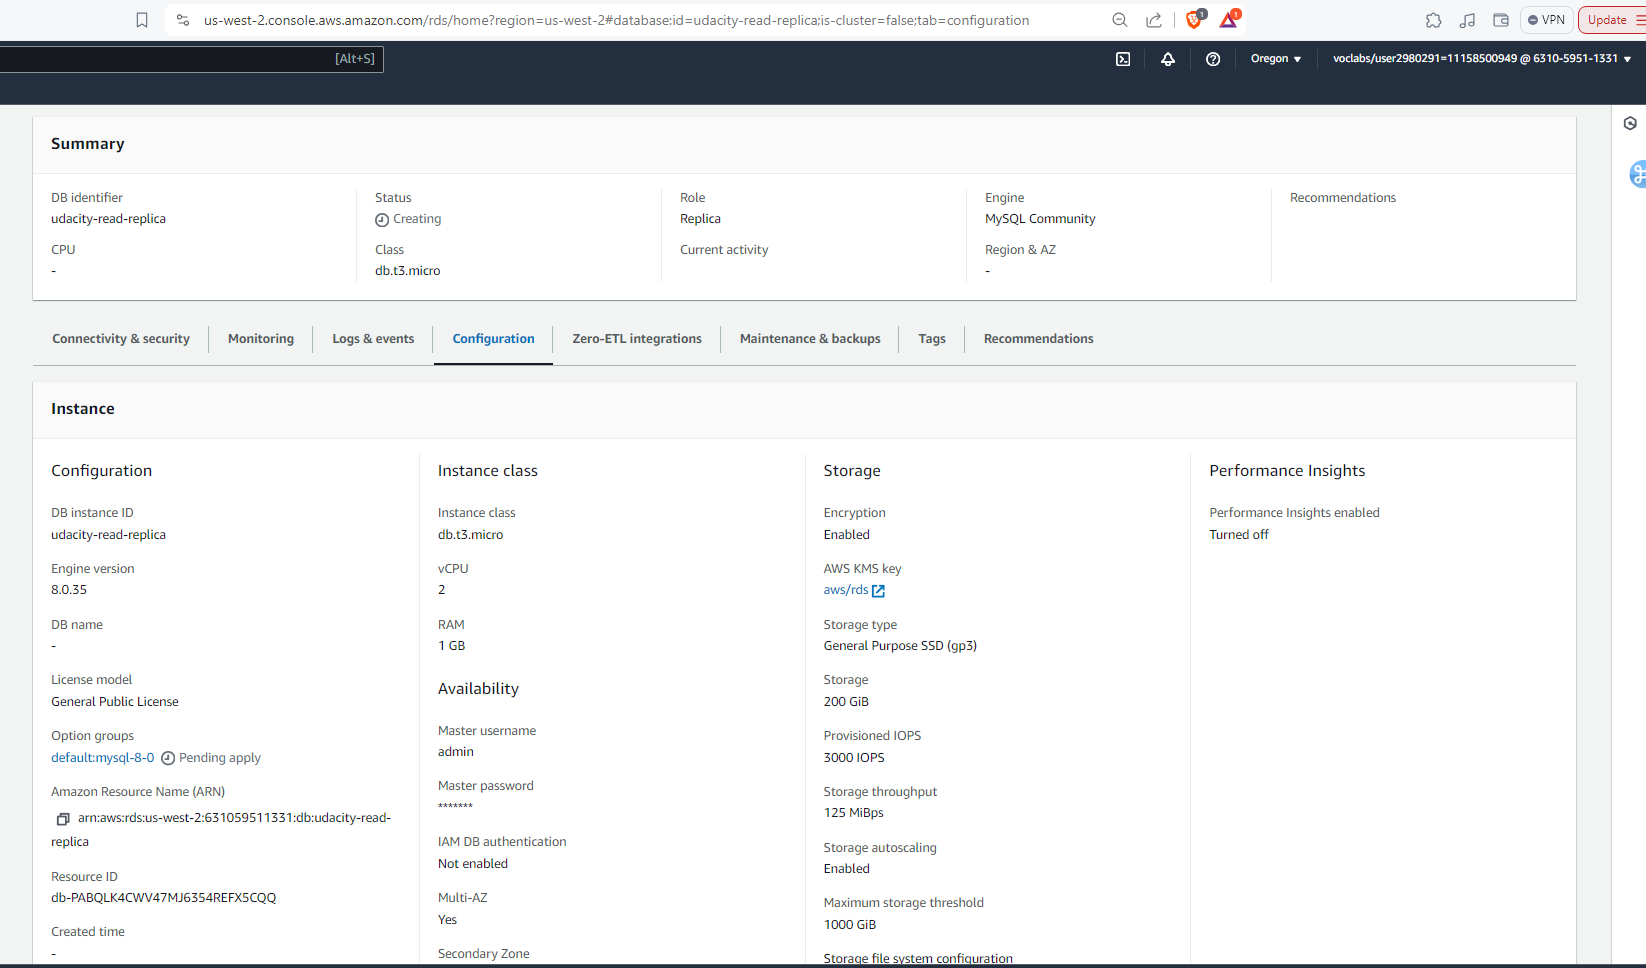 us-west-2.console.aws.amazon.com/rds/home?region=us-west-2#database:id=udacity-read-replica;is-cluster=false;tab=configuration
1
1
VPN
Update
[Alt+S]
Oregon
voclabs/user2980291=11158500949 @ 6310-5951-1331
Summary
DB identifier
udacity-read-replica
CPU
-
Status
Creating
Class
db.t3.micro
Role
Replica
Current activity
Engine
MySQL Community
Region & AZ
-
Recommendations
Connectivity & security
Monitoring
Logs & events
Configuration
Zero-ETL integrations
Maintenance & backups
Tags
Recommendations
Instance
Configuration
DB instance ID
udacity-read-replica
Engine version
8.0.35
DB name
-
License model
General Public License
Option groups
default:mysql-8-0 Pending apply
Amazon Resource Name (ARN)
arn:aws:rds:us-west-2:631059511331:db:udacity-read-
replica
Resource ID
db-PABQLK4CWV47MJ6354REFX5CQQ
Created time
-
Instance class
Instance class
db.t3.micro
vCPU
2
RAM
1 GB
Availability
Master username
admin
Master password
*******
IAM DB authentication
Not enabled
Multi-AZ
Yes
Secondary Zone
Storage
Encryption
Enabled
AWS KMS key
aws/rds
Storage type
General Purpose SSD (gp3)
Storage
200 GiB
Provisioned IOPS
3000 IOPS
Storage throughput
125 MiBps
Storage autoscaling
Enabled
Maximum storage threshold
1000 GiB
Storage file system configuration
Performance Insights
Performance Insights enabled
Turned off